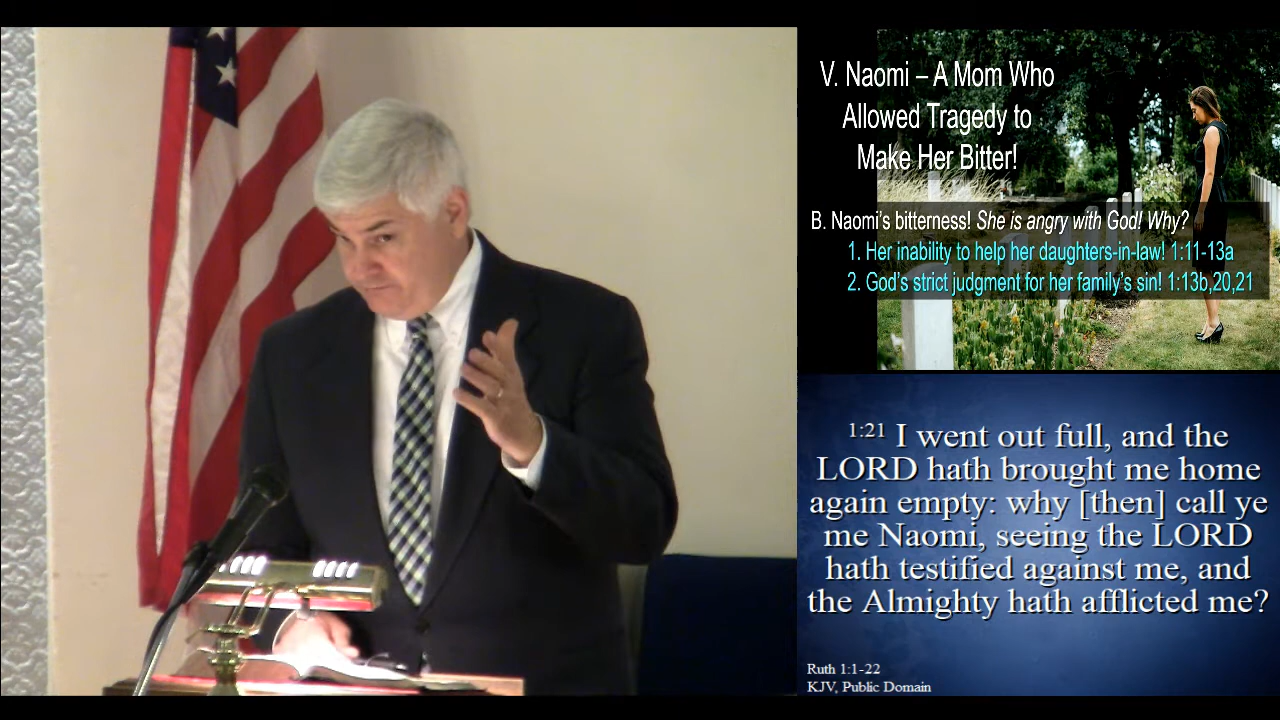 V. Naomi – A Mom Who
Allowed Tragedy to
Make Her Bitter!
B. Naomi's bitterness! She is angry with God! Why?
1. Her inability to help her daughters-in-law! 1:11-13a
2. God's strict judgment for her family's sin! 1:13b,20,21
1:21 I went out full, and the
LORD hath brought me home
again empty: why [then] call ye
me Naomi, seeing the LORD
hath testified against me, and
the Almighty hath afflicted me?
Ruth 1:1-22
KJV, Public Domain